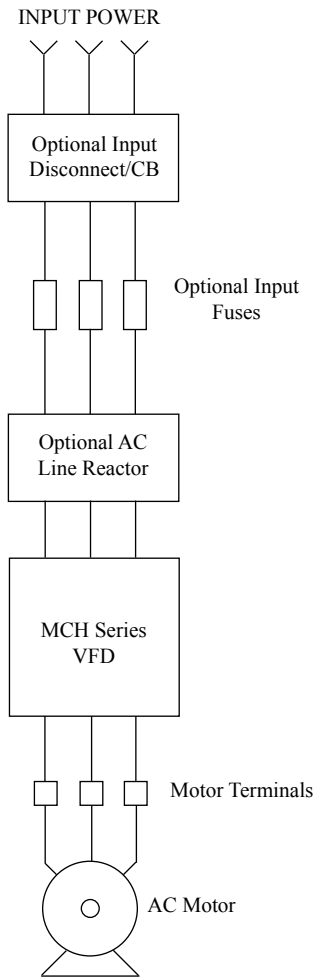 INPUT POWER
Optional Input
Disconnect/CB
Optional Input
Fuses
Optional AC
Line Reactor
MCH Series
VFD
Motor Terminals
AC Motor